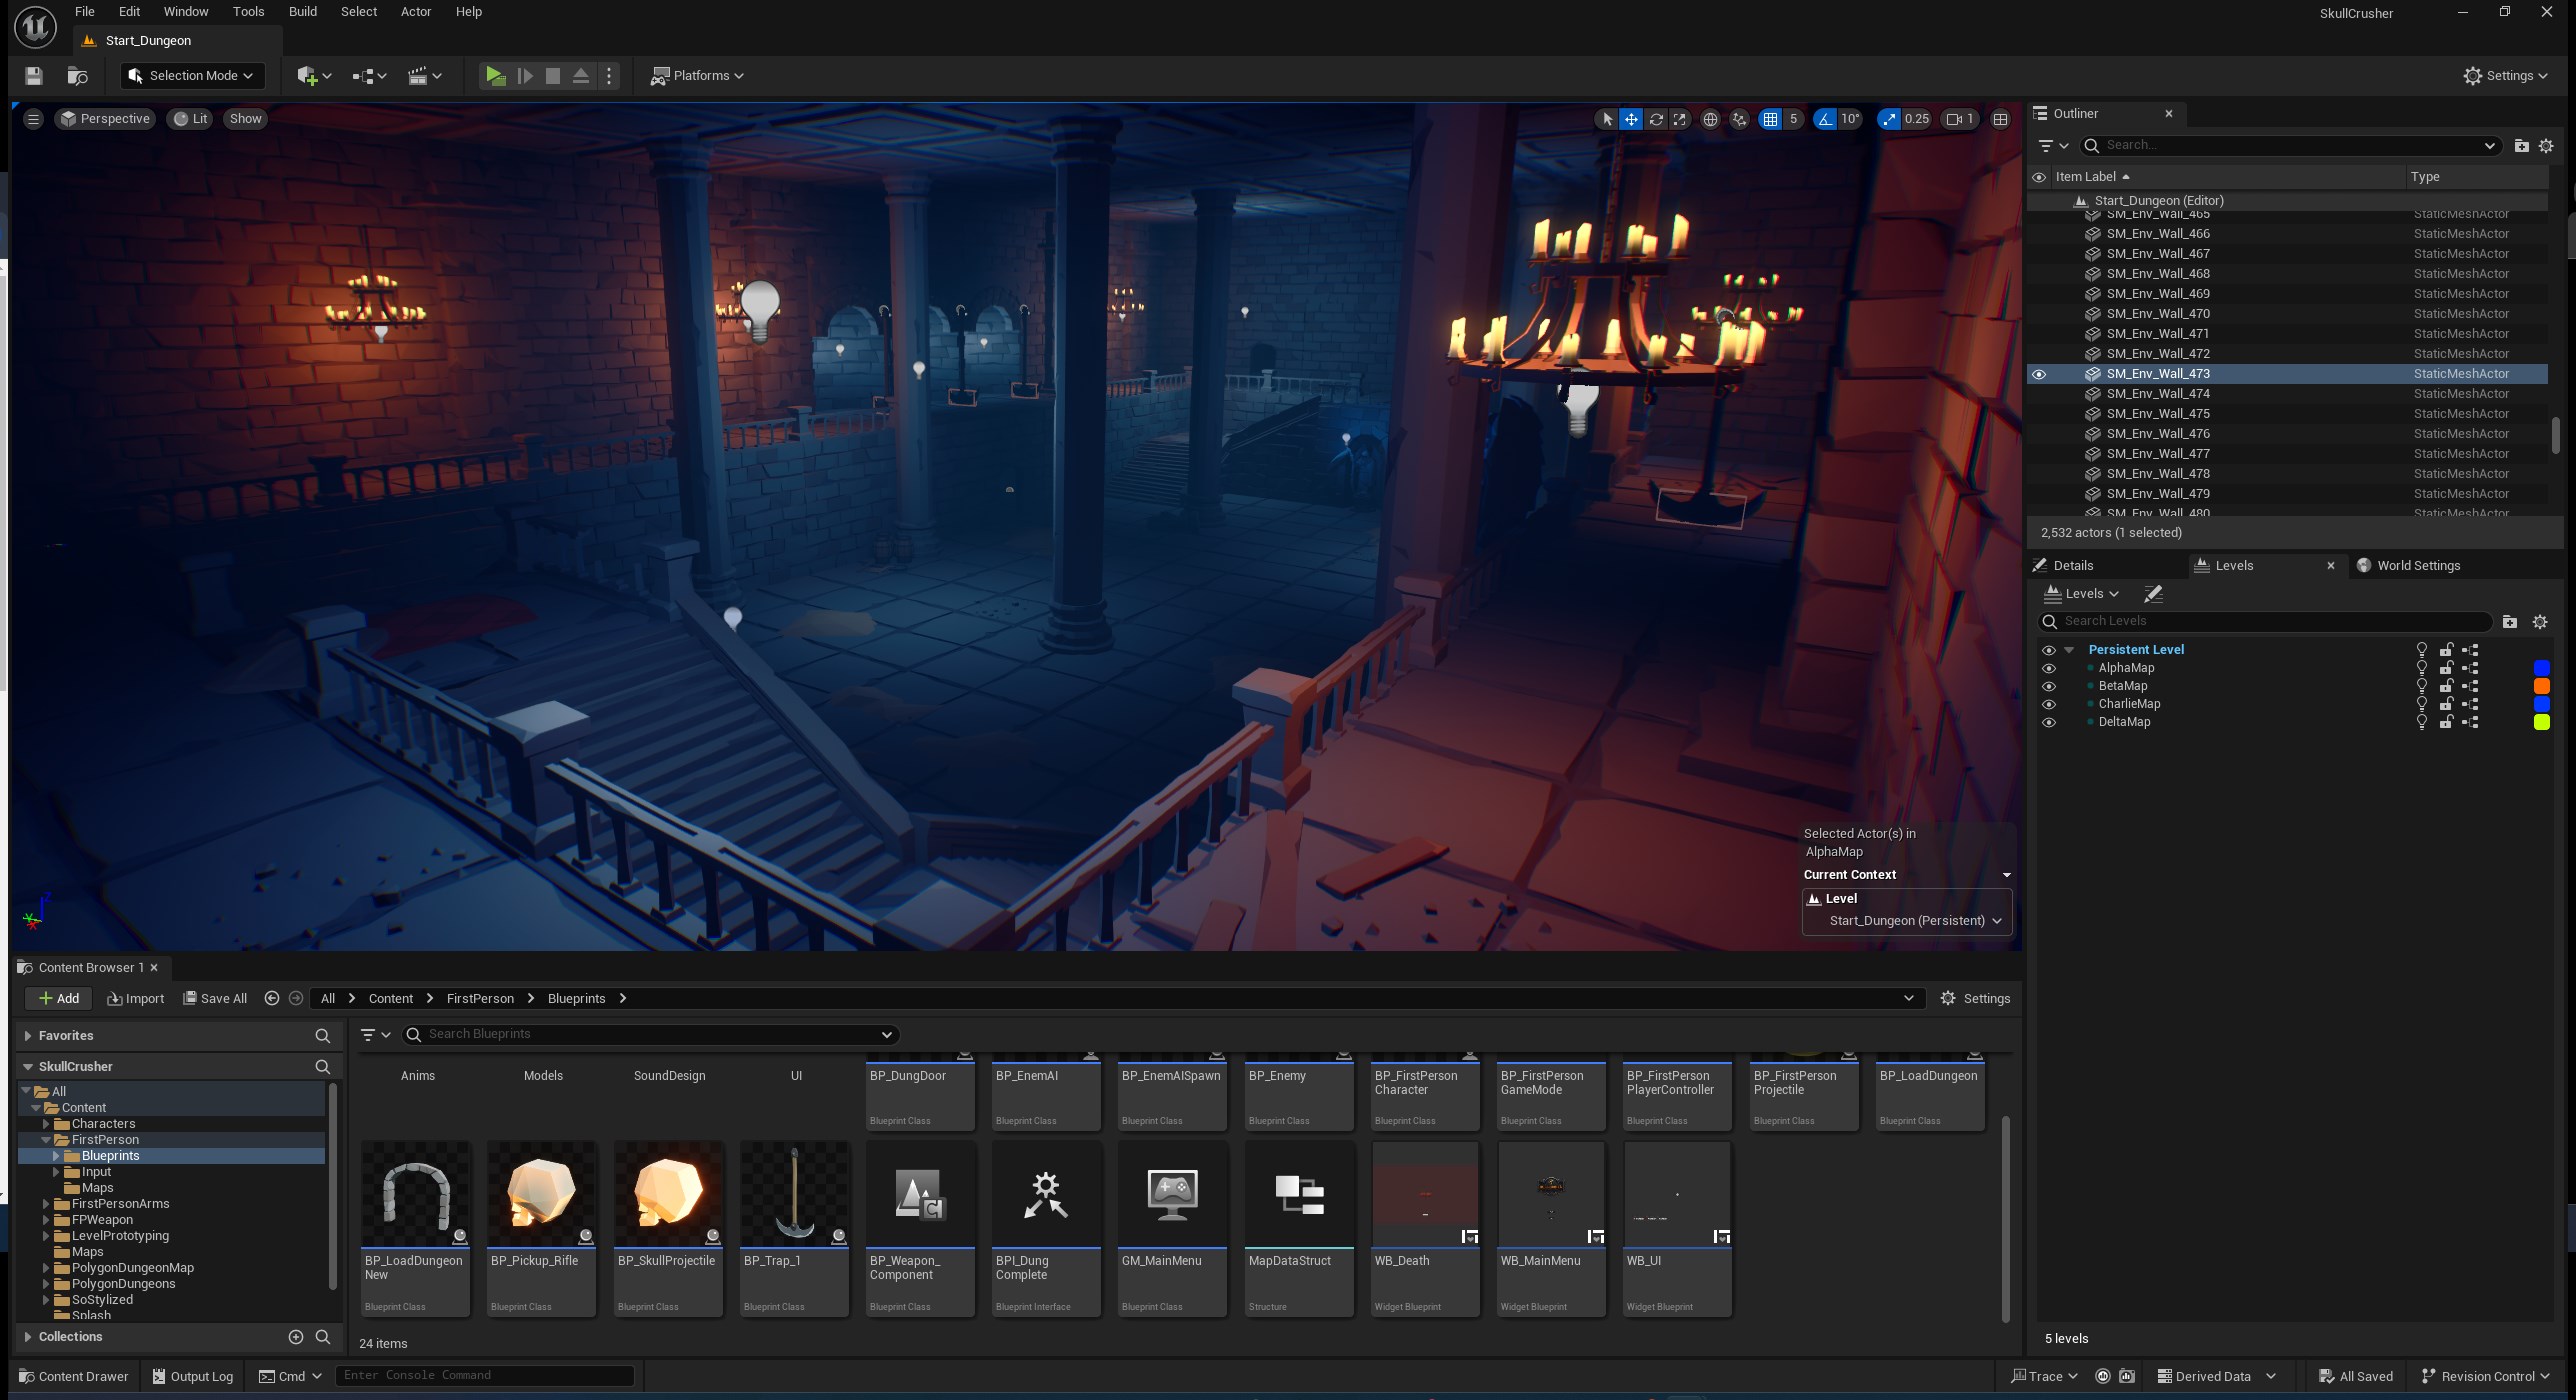 File Edit Window Tools Build Select Actor Help
SkullCrusher
Start_Dungeon
Selection Mode
Platforms
Settings
Perspective Lit Show
5 10° 0.25 1
Outliner
Search...
Item Label Type
Start_Dungeon (Editor)
SM_Env_Wall_465 StaticMeshActor
SM_Env_Wall_466 StaticMeshActor
SM_Env_Wall_467 StaticMeshActor
SM_Env_Wall_468 StaticMeshActor
SM_Env_Wall_469 StaticMeshActor
SM_Env_Wall_470 StaticMeshActor
SM_Env_Wall_471 StaticMeshActor
SM_Env_Wall_472 StaticMeshActor
SM_Env_Wall_473 StaticMeshActor
SM_Env_Wall_474 StaticMeshActor
SM_Env_Wall_475 StaticMeshActor
SM_Env_Wall_476 StaticMeshActor
SM_Env_Wall_477 StaticMeshActor
SM_Env_Wall_478 StaticMeshActor
SM_Env_Wall_479 StaticMeshActor
SM_Env_Wall_480 StaticMeshActor
2,532 actors (1 selected)
Details Levels World Settings
Levels
Search Levels
Persistent Level
AlphaMap
BetaMap
CharlieMap
DeltaMap
5 levels
Selected Actor(s) in
AlphaMap
Current Context
Level
Start_Dungeon (Persistent)
Content Browser 1
Add Import Save All All Content FirstPerson Blueprints Settings
Favorites
SkullCrusher
All
Content
Characters
FirstPerson
Blueprints
Input
Maps
FirstPersonArms
FPWeapon
LevelPrototyping
Maps
PolygonDungeonMap
PolygonDungeons
SoStylized
Splash
Collections
Search Blueprints
Anims Models SoundDesign UI BP_DungDoor BP_EnemAI BP_EnemAISpawn BP_Enemy BP_FirstPerson BP_FirstPerson BP_FirstPerson BP_FirstPerson BP_LoadDungeon
Character GameMode PlayerController Projectile
Blueprint Class Blueprint Class Blueprint Class Blueprint Class Blueprint Class Blueprint Class Blueprint Class Blueprint Class Blueprint Class
BP_LoadDungeon BP_Pickup_Rifle BP_SkullProjectile BP_Trap_1 BP_Weapon_ BPI_Dung GM_MainMenu MapDataStruct WB_Death WB_MainMenu WB_UI
New Component Complete
Blueprint Class Blueprint Class Blueprint Class Blueprint Class Blueprint Class Blueprint Interface Blueprint Class Structure Widget Blueprint Widget Blueprint Widget Blueprint
24 items
Content Drawer Output Log Cmd Enter Console Command Trace Derived Data All Saved Revision Control